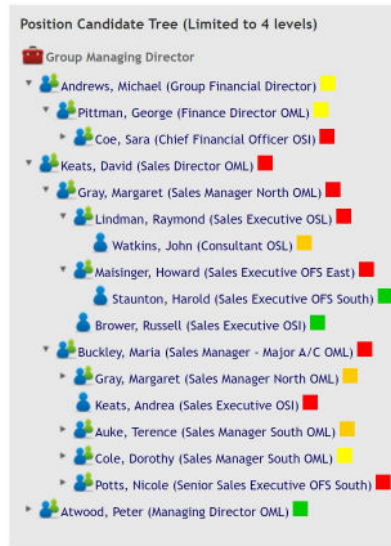 Position Candidate Tree (Limited to 4 levels)
Group Managing Director
Andrews, Michael (Group Financial Director)
Pittman, George (Finance Director OML)
Coe, Sara (Chief Financial Officer OSI)
Keats, David (Sales Director OML)
Gray, Margaret (Sales Manager North OML)
Lindman, Raymond (Sales Executive OSL)
Watkins, John (Consultant OSL)
Maisinger, Howard (Sales Executive OFS East)
Staunton, Harold (Sales Executive OFS South)
Brower, Russell (Sales Executive OSI)
Buckley, Maria (Sales Manager - Major A/C OML)
Gray, Margaret (Sales Manager North OML)
Keats, Andrea (Sales Executive OSI)
Auke, Terence (Sales Manager South OML)
Cole, Dorothy (Sales Manager South OML)
Potts, Nicole (Senior Sales Executive OFS South)
Atwood, Peter (Managing Director OML)